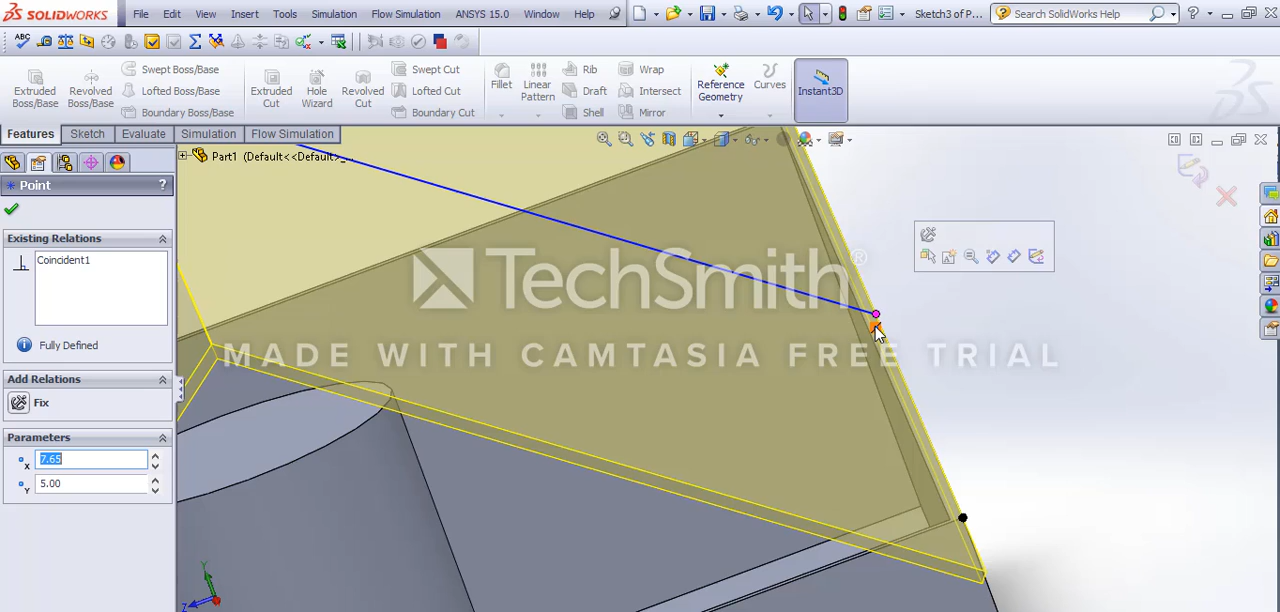 SOLIDWORKS File Edit View Insert Tools Simulation Flow Simulation ANSYS 15.0 Window Help Sketch3 of P... Search SolidWorks Help
Extruded Boss/Base
Revolved Boss/Base
Swept Boss/Base
Lofted Boss/Base
Boundary Boss/Base
Extruded Cut
Hole Wizard
Revolved Cut
Swept Cut
Lofted Cut
Boundary Cut
Fillet
Linear Pattern
Rib
Draft
Shell
Wrap
Intersect
Mirror
Reference Geometry
Curves
Instant3D
Features Sketch Evaluate Simulation Flow Simulation
Part1 (Default<<Default>_...
Point ?
Existing Relations
Coincident1
Fully Defined
Add Relations
Fix
Parameters
7.65
5.00
TechSmith®
MADE WITH CAMTASIA FREE TRIAL
Y
Z